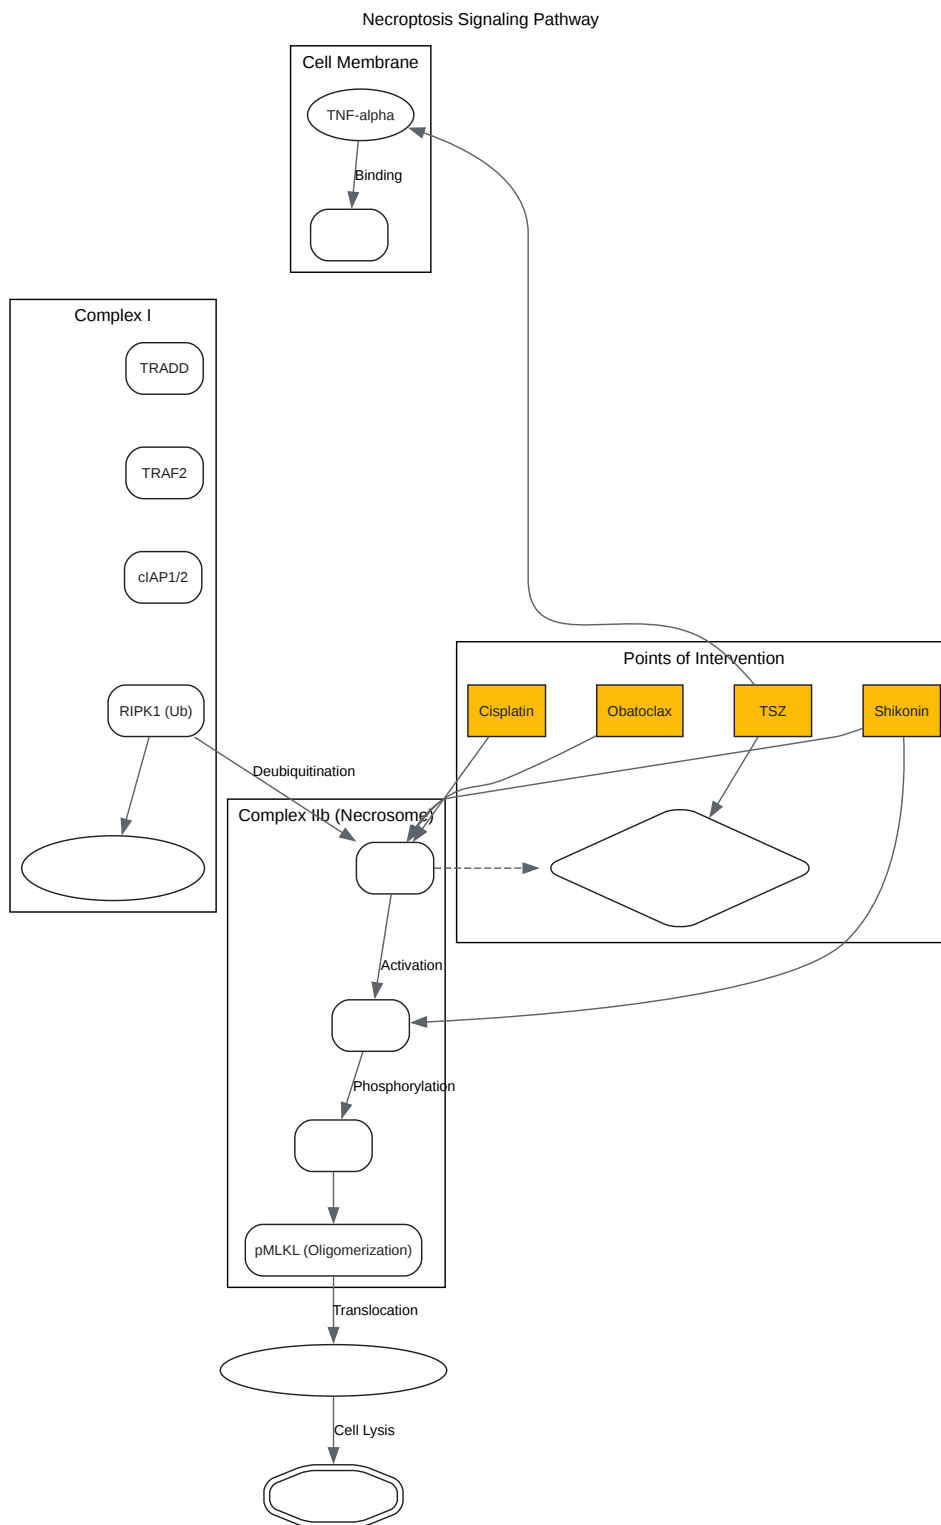 Necroptosis Signaling Pathway
Cell Membrane
TNF-alpha
Binding
Complex I
TRADD
TRAF2
cIAP1/2
RIPK1 (Ub)
Points of Intervention
Cisplatin
Obatoclax
TSZ
Shikonin
Deubiquitination
Complex IIb (Necrosome)
Activation
Phosphorylation
pMLKL (Oligomerization)
Translocation
Cell Lysis